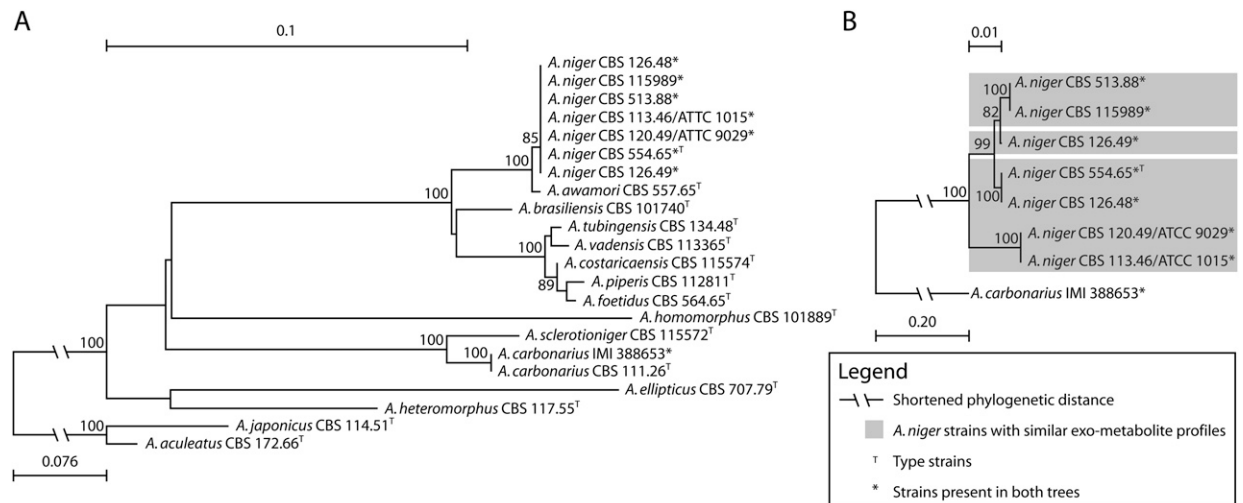 A
0.1
A. niger CBS 126.48*
A. niger CBS 115989*
A. niger CBS 513.88*
A. niger CBS 113.46/ATTC 1015*
85
A. niger CBS 120.49/ATTC 9029*
100
A. niger CBS 554.65*ᵀ
A. niger CBS 126.49*
100
A. awamori CBS 557.65ᵀ
A. brasiliensis CBS 101740ᵀ
A. tubingensis CBS 134.48ᵀ
100
A. vadensis CBS 113365ᵀ
A. costaricaensis CBS 115574ᵀ
89
A. piperis CBS 112811ᵀ
A. foetidus CBS 564.65ᵀ
A. homomorphus CBS 101889ᵀ
100
A. sclerotioniger CBS 115572ᵀ
100
100
A. carbonarius IMI 388653*
A. carbonarius CBS 111.26ᵀ
A. ellipticus CBS 707.79ᵀ
A. heteromorphus CBS 117.55ᵀ
100
A. japonicus CBS 114.51ᵀ
A. aculeatus CBS 172.66ᵀ
0.076
B
0.01
100
A. niger CBS 513.88*
82
A. niger CBS 115989*
99
A. niger CBS 126.49*
A. niger CBS 554.65*ᵀ
100
100
A. niger CBS 126.48*
100
A. niger CBS 120.49/ATCC 9029*
A. niger CBS 113.46/ATCC 1015*
A. carbonarius IMI 388653*
0.20
Legend
Shortened phylogenetic distance
A. niger strains with similar exo-metabolite profiles
ᵀ Type strains
* Strains present in both trees